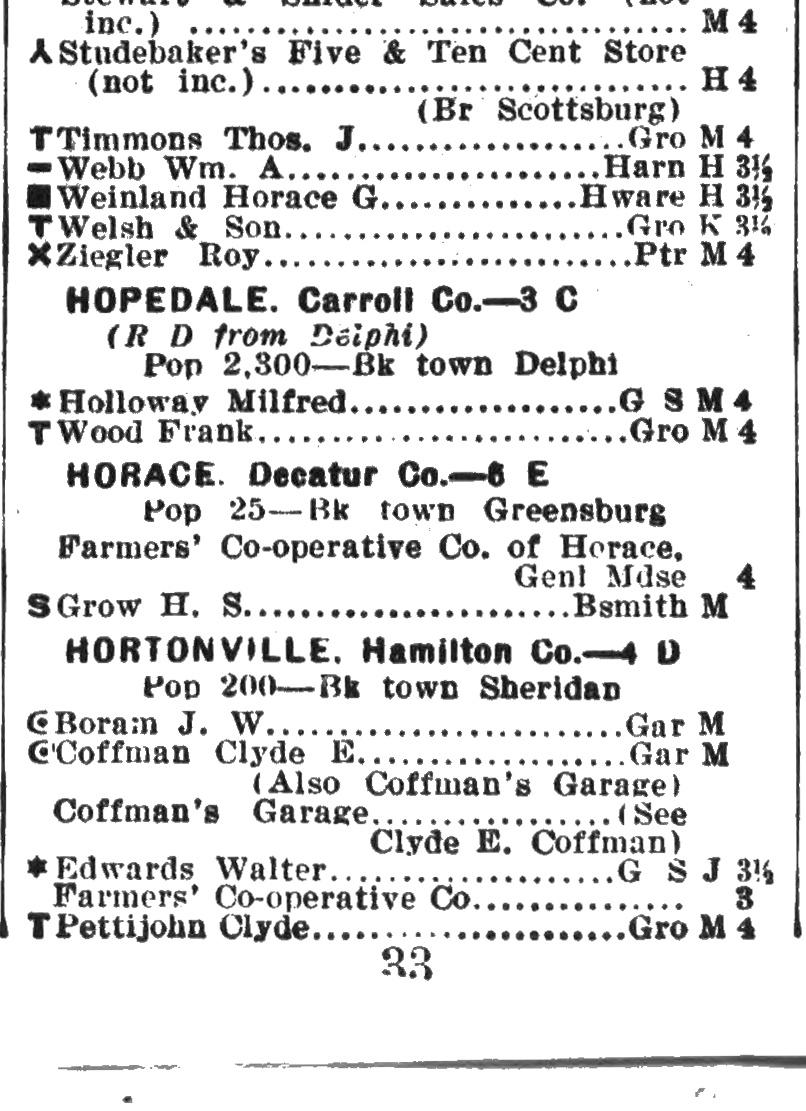 Stewart & Snider Sales Co. (not
inc.) .................................. M 4
⅄ Studebaker's Five & Ten Cent Store
(not inc.).............................. H 4
(Br Scottsburg)
T Timmons Thos. J...................Gro M 4
━ Webb Wm. A......................Harn H 3½
■ Weinland Horace G..............Hware H 3½
T Welsh & Son........................Gro K 3½
✕ Ziegler Roy..........................Ptr M 4
HOPEDALE. Carroll Co.—3 C
(R D from Delphi)
Pop 2,300—Bk town Delphi
* Holloway Milfred...................G S M 4
T Wood Frank..........................Gro M 4
HORACE. Decatur Co.—6 E
Pop 25—Bk town Greensburg
Farmers' Co-operative Co. of Horace,
Genl Mdse 4
S Grow H. S.......................Bsmith M
HORTONVILLE. Hamilton Co.—4 D
Pop 200—Bk town Sheridan
Boram J. W.........................Gar M
Coffman Clyde E...................Gar M
(Also Coffman's Garage)
Coffman's Garage.................(See
Clyde E. Coffman)
* Edwards Walter....................G S J 3½
Farmers' Co-operative Co............... 3
T Pettijohn Clyde......................Gro M 4
33